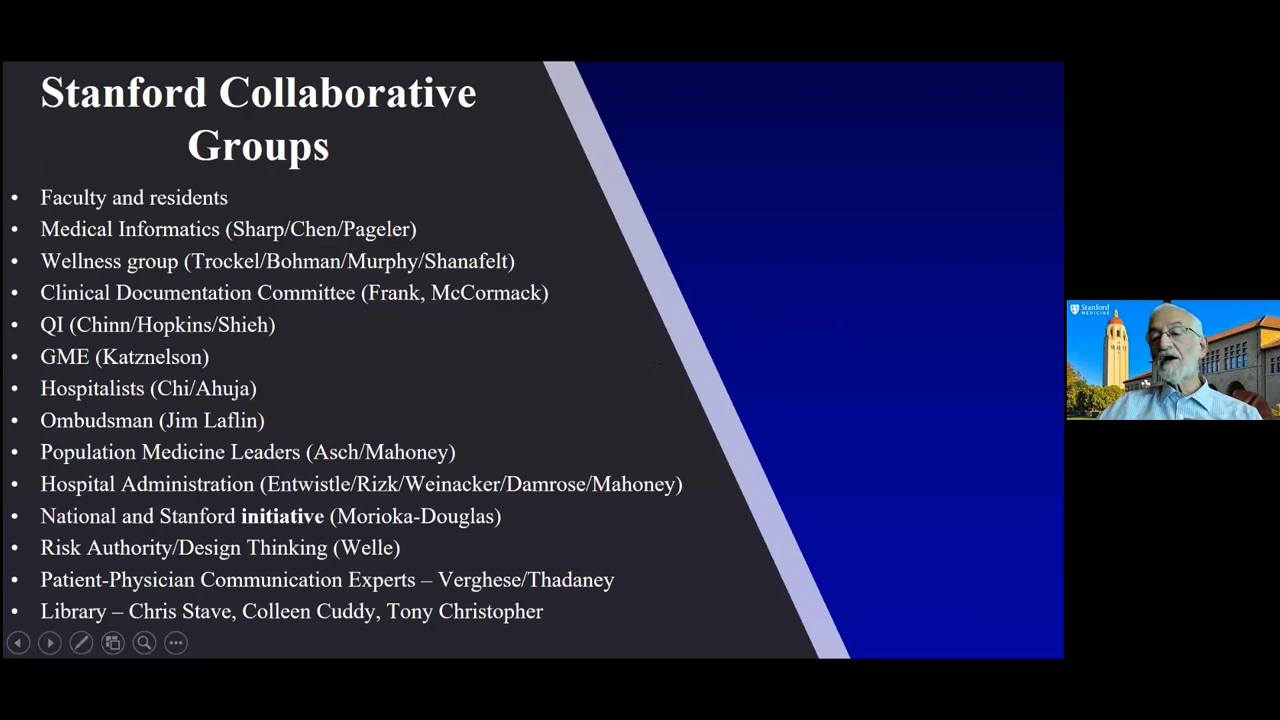 Stanford Collaborative
Groups
• Faculty and residents
• Medical Informatics (Sharp/Chen/Pageler)
• Wellness group (Trockel/Bohman/Murphy/Shanafelt)
• Clinical Documentation Committee (Frank, McCormack)
• QI (Chinn/Hopkins/Shieh)
• GME (Katznelson)
• Hospitalists (Chi/Ahuja)
• Ombudsman (Jim Laflin)
• Population Medicine Leaders (Asch/Mahoney)
• Hospital Administration (Entwistle/Rizk/Weinacker/Damrose/Mahoney)
• National and Stanford initiative (Morioka-Douglas)
• Risk Authority/Design Thinking (Welle)
• Patient-Physician Communication Experts – Verghese/Thadaney
• Library – Chris Stave, Colleen Cuddy, Tony Christopher
Stanford
MEDICINE